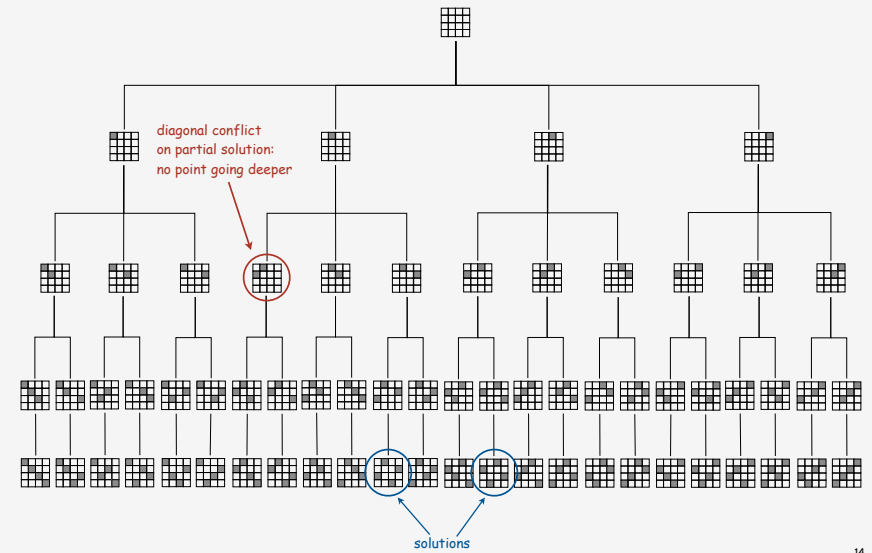 diagonal conflict
on partial solution:
no point going deeper
solutions
14